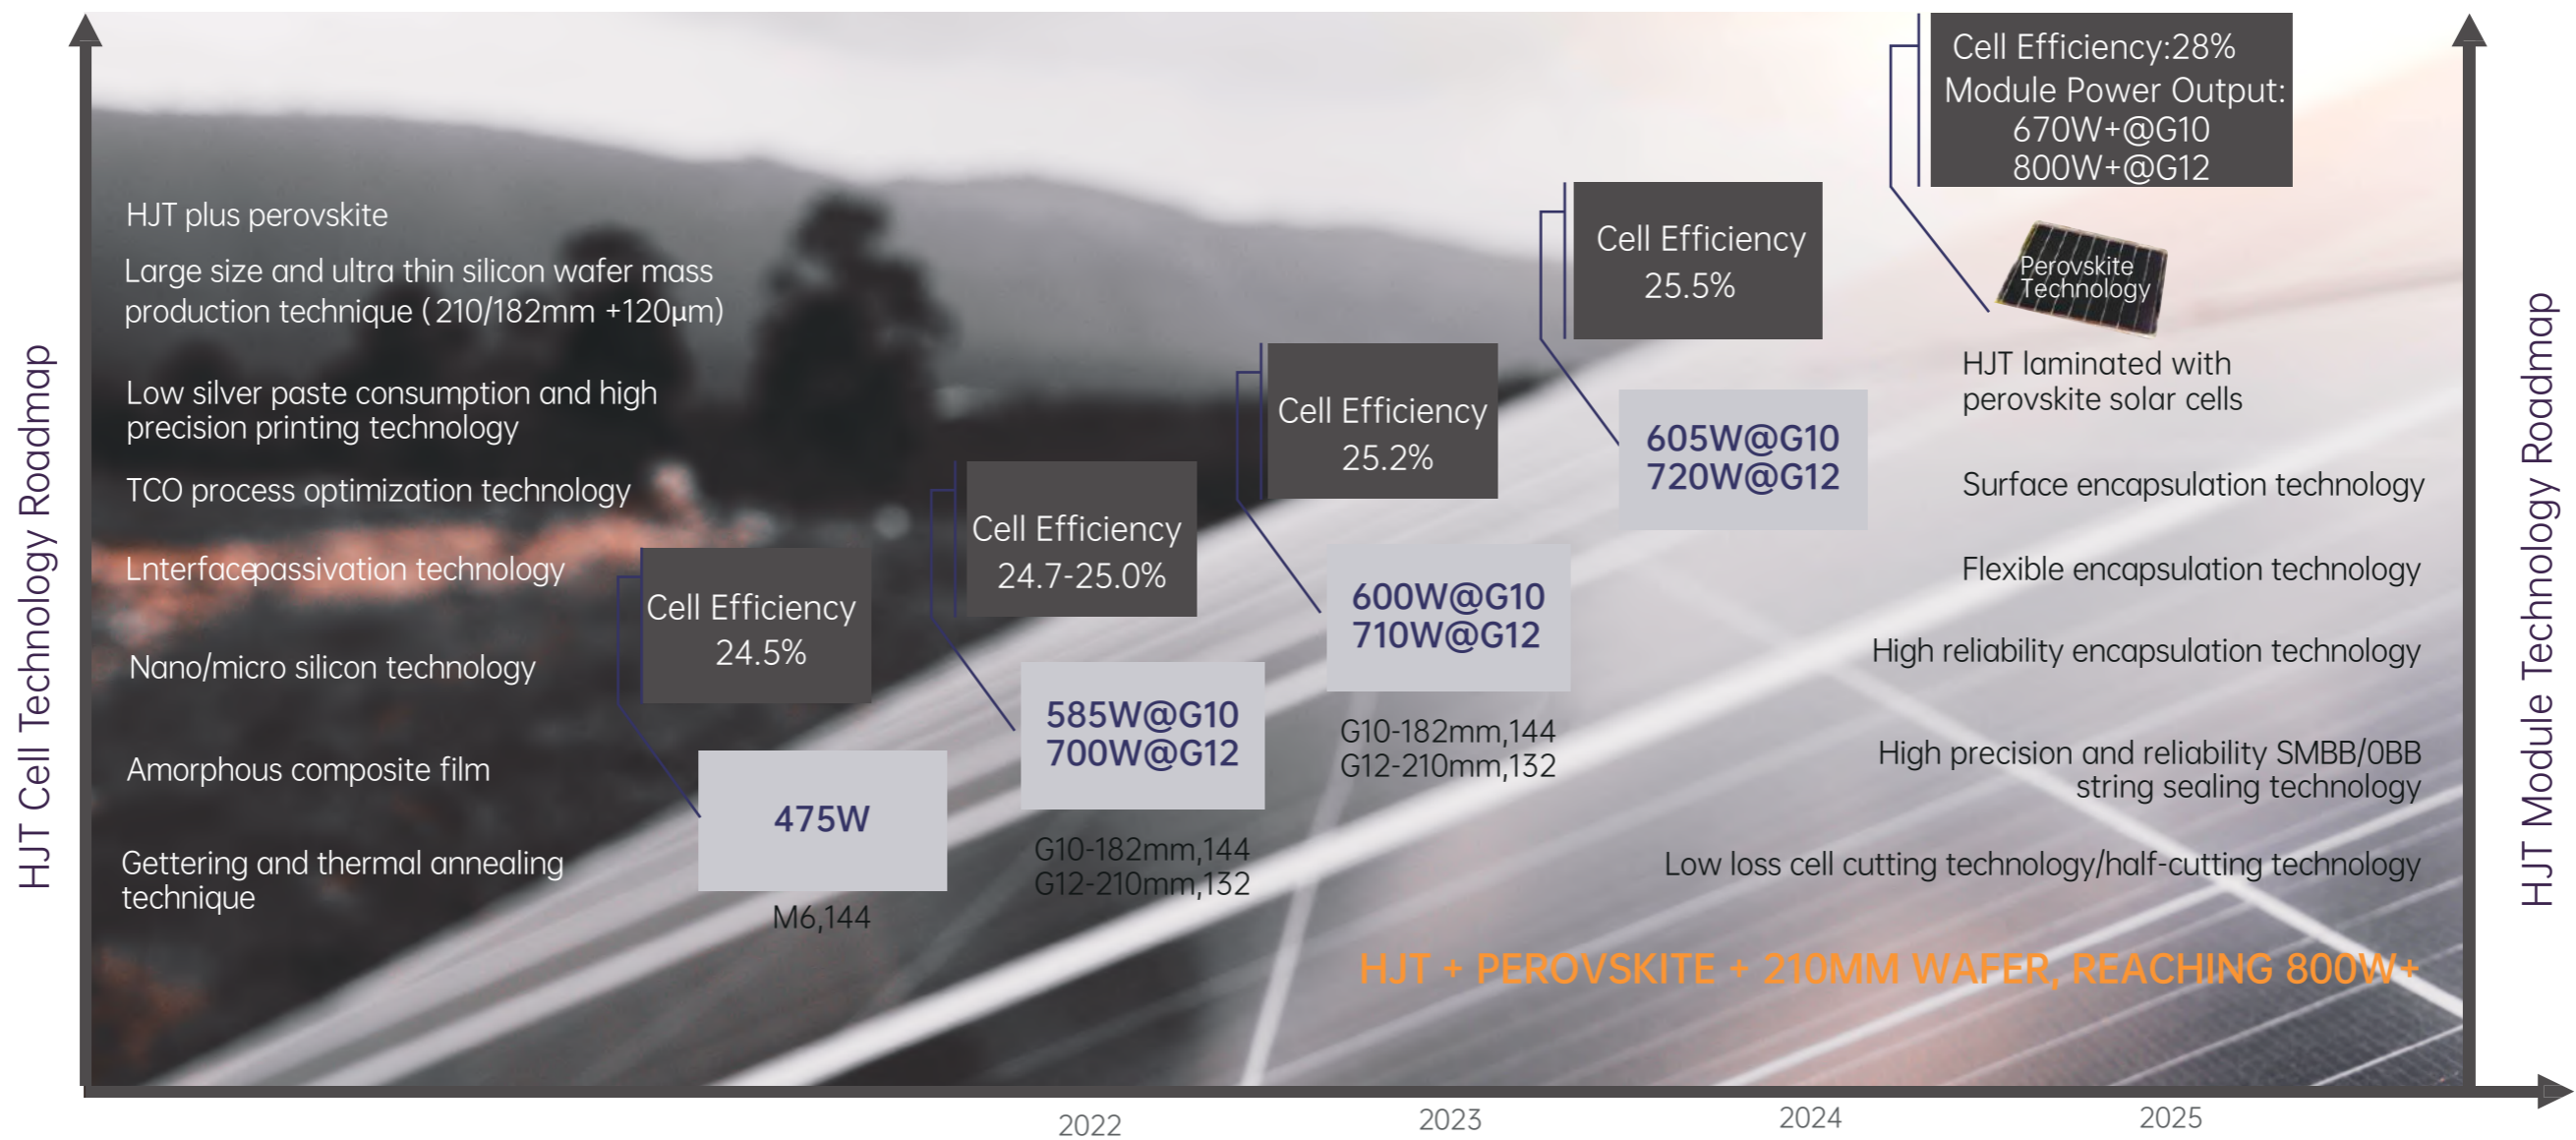 HJT Cell Technology Roadmap
HJT plus perovskite
Large size and ultra thin silicon wafer mass
production technique (210/182mm +120μm)
Low silver paste consumption and high
precision printing technology
TCO process optimization technology
Lnterfacepassivation technology
Nano/micro silicon technology
Amorphous composite film
Gettering and thermal annealing
technique
Cell Efficiency
24.5%
475W
M6,144
Cell Efficiency
24.7-25.0%
585W@G10
700W@G12
G10-182mm,144
G12-210mm,132
Cell Efficiency
25.2%
600W@G10
710W@G12
G10-182mm,144
G12-210mm,132
Cell Efficiency
25.5%
605W@G10
720W@G12
Cell Efficiency:28%
Module Power Output:
670W+@G10
800W+@G12
Perovskite
Technology
HJT laminated with
perovskite solar cells
Surface encapsulation technology
Flexible encapsulation technology
High reliability encapsulation technology
High precision and reliability SMBB/0BB
string sealing technology
Low loss cell cutting technology/half-cutting technology
HJT + PEROVSKITE + 210MM WAFER, REACHING 800W+
HJT Module Technology Roadmap
2022
2023
2024
2025